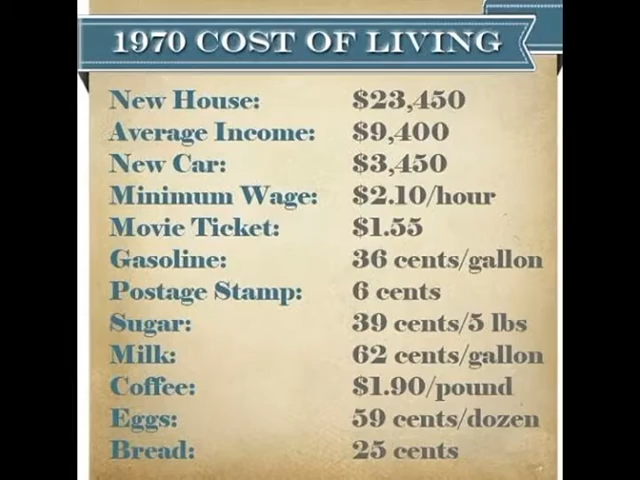 1970 COST OF LIVING
New House: $23,450
Average Income: $9,400
New Car: $3,450
Minimum Wage: $2.10/hour
Movie Ticket: $1.55
Gasoline: 36 cents/gallon
Postage Stamp: 6 cents
Sugar: 39 cents/5 lbs
Milk: 62 cents/gallon
Coffee: $1.90/pound
Eggs: 59 cents/dozen
Bread: 25 cents